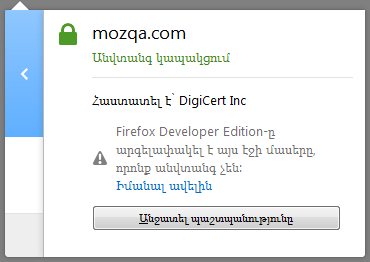 mozqa.com
Անվտանգ կապակցում
Հաստատել է՝ DigiCert Inc
Firefox Developer Edition-ը
արգելափակել է այս էջի մասերը,
որոնք անվտանգ չեն:
Իմանալ ավելին
Անջատել պաշտպանությունը